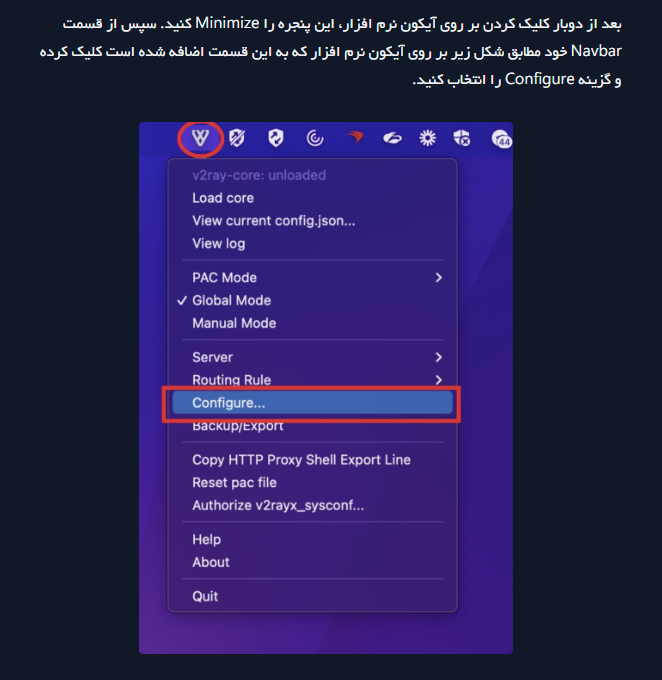 بعد از دوبار کلیک کردن بر روی آیکون نرم افزار، این پنجره را Minimize کنید. سپس از قسمت
Navbar خود مطابق شکل زیر بر روی آیکون نرم افزار که به این قسمت اضافه شده است کلیک کرده
و گزینه Configure را انتخاب کنید.
44
v2ray-core: unloaded
Load core
View current config.json...
View log
PAC Mode
Global Mode
Manual Mode
Server
Routing Rule
Configure...
Backup/Export
Copy HTTP Proxy Shell Export Line
Reset pac file
Authorize v2rayx_sysconf...
Help
About
Quit